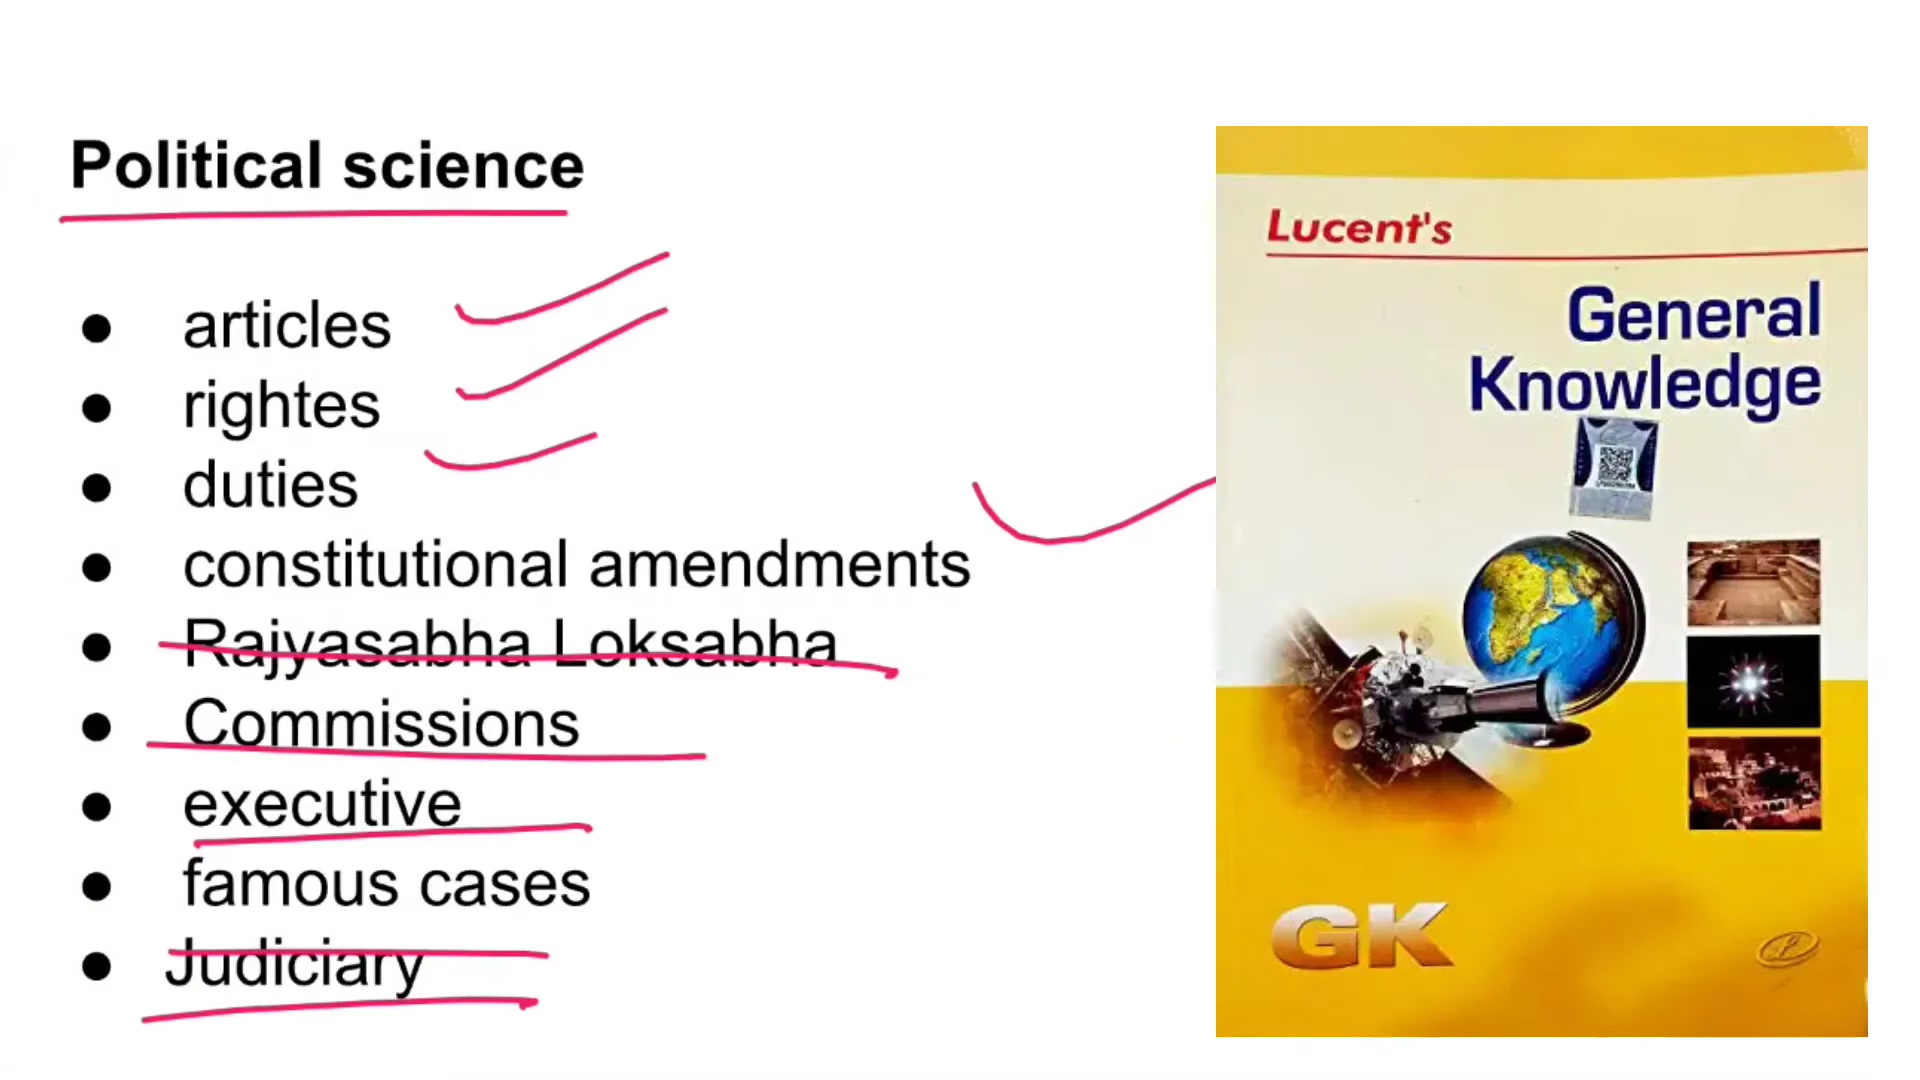 Political science
● articles
● rightes
● duties
● constitutional amendments
● Rajyasabha Loksabha
● Commissions
● executive
● famous cases
● Judiciary
Lucent's
General
Knowledge
GK